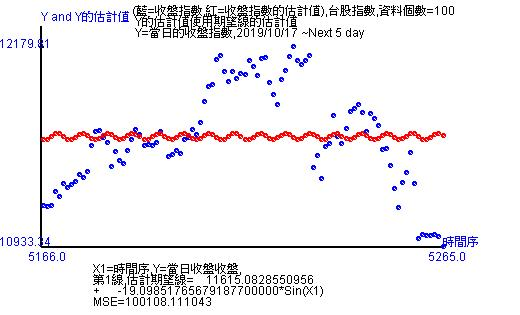 Y and Y的估計值
(藍=收盤指數,紅=收盤指數的估計值),台股指數,資料個數=100
Y的估計值使用期望線的估計值
Y=當日的收盤指數,2019/10/17 ~Next 5 day
12179.81
10933.34
時間序
5166.0
5265.0
X1=時間序,Y=當日收盤收盤,
第1線,估計期望線= 11615.0828550956
+ -19.09851765679187700000*Sin(X1)
MSE=100108.111043